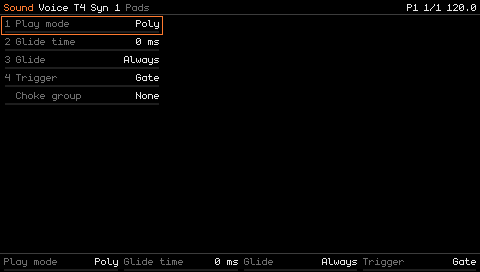 Sound Voice T4 Syn 1 Pads P1 1/1 120.0
1 Play mode Poly
2 Glide time 0 ms
3 Glide Always
4 Trigger Gate
Choke group None
Play mode Poly Glide time 0 ms Glide Always Trigger Gate